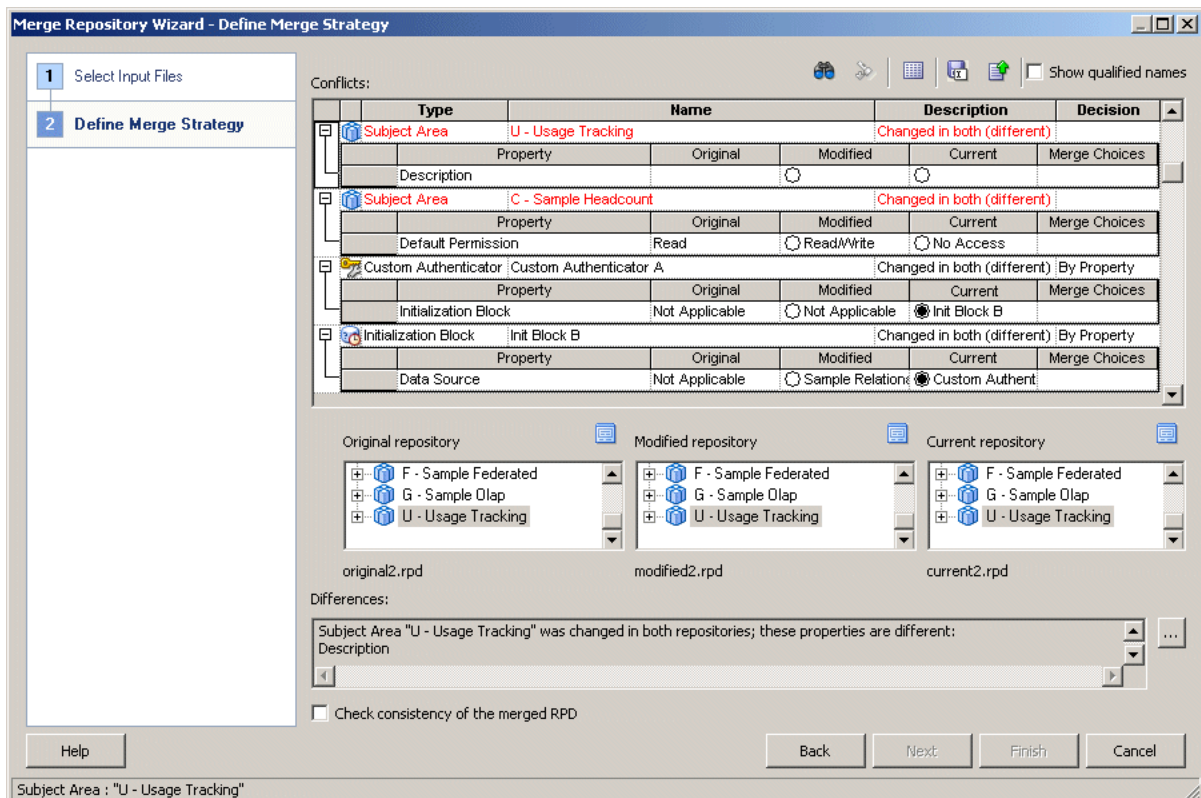 Merge Repository Wizard - Define Merge Strategy
1 Select Input Files
2 Define Merge Strategy
Conflicts:
Show qualified names
Type Name Description Decision
Subject Area U - Usage Tracking Changed in both (different)
Property Original Modified Current Merge Choices
Description
Subject Area C - Sample Headcount Changed in both (different)
Property Original Modified Current Merge Choices
Default Permission Read Read/Write No Access
Custom Authenticator Custom Authenticator A Changed in both (different) By Property
Property Original Modified Current Merge Choices
Initialization Block Not Applicable Not Applicable Init Block B
Initialization Block Init Block B Changed in both (different) By Property
Property Original Modified Current Merge Choices
Data Source Not Applicable Sample Relation Custom Authent
Original repository Modified repository Current repository
F - Sample Federated F - Sample Federated F - Sample Federated
G - Sample Olap G - Sample Olap G - Sample Olap
U - Usage Tracking U - Usage Tracking U - Usage Tracking
original2.rpd modified2.rpd current2.rpd
Differences:
Subject Area "U - Usage Tracking" was changed in both repositories; these properties are different:
Description
...
Check consistency of the merged RPD
Help Back Next Finish Cancel
Subject Area : "U - Usage Tracking"